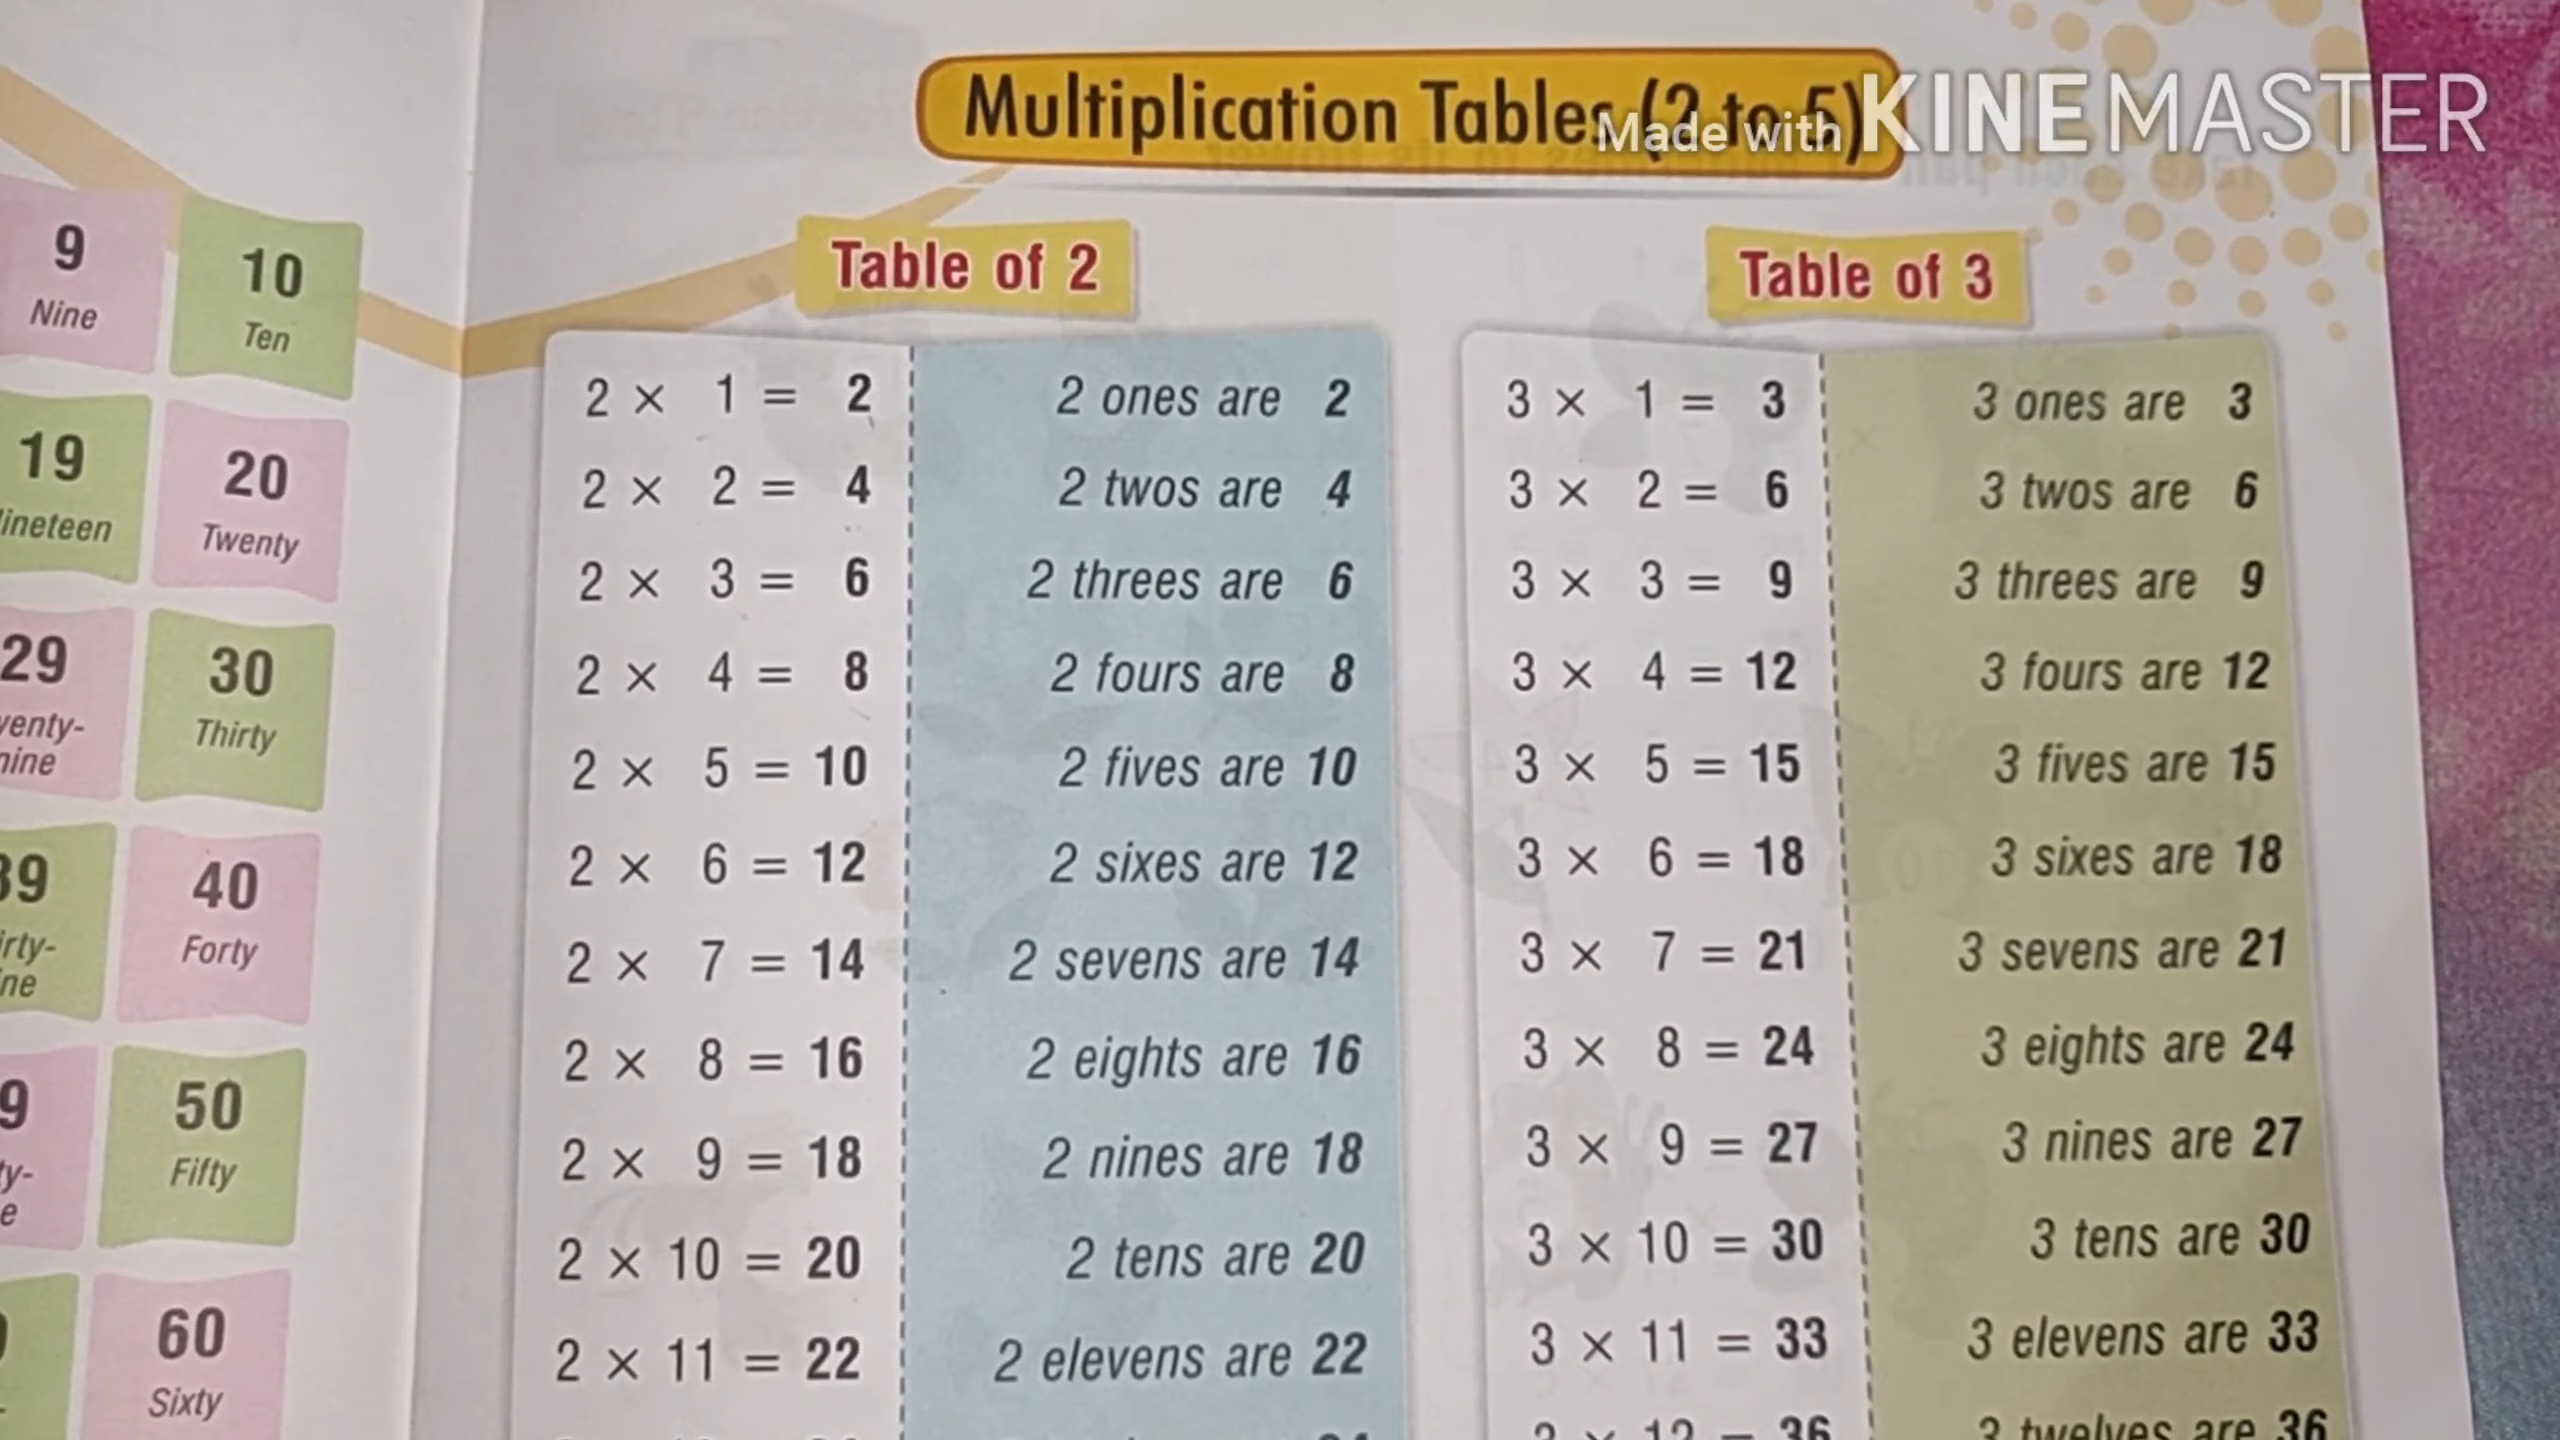 Multiplication Tables (2 to 5)
Made with KINEMASTER
9
Nine
10
Ten
19
20
Twenty
29
30
Thirty
40
Forty
50
Fifty
60
Sixty
Table of 2
2 × 1 = 2 2 ones are 2
2 × 2 = 4 2 twos are 4
2 × 3 = 6 2 threes are 6
2 × 4 = 8 2 fours are 8
2 × 5 = 10 2 fives are 10
2 × 6 = 12 2 sixes are 12
2 × 7 = 14 2 sevens are 14
2 × 8 = 16 2 eights are 16
2 × 9 = 18 2 nines are 18
2 × 10 = 20 2 tens are 20
2 × 11 = 22 2 elevens are 22
Table of 3
3 × 1 = 3 3 ones are 3
3 × 2 = 6 3 twos are 6
3 × 3 = 9 3 threes are 9
3 × 4 = 12 3 fours are 12
3 × 5 = 15 3 fives are 15
3 × 6 = 18 3 sixes are 18
3 × 7 = 21 3 sevens are 21
3 × 8 = 24 3 eights are 24
3 × 9 = 27 3 nines are 27
3 × 10 = 30 3 tens are 30
3 × 11 = 33 3 elevens are 33
3 × 12 = 36 3 twelves are 36